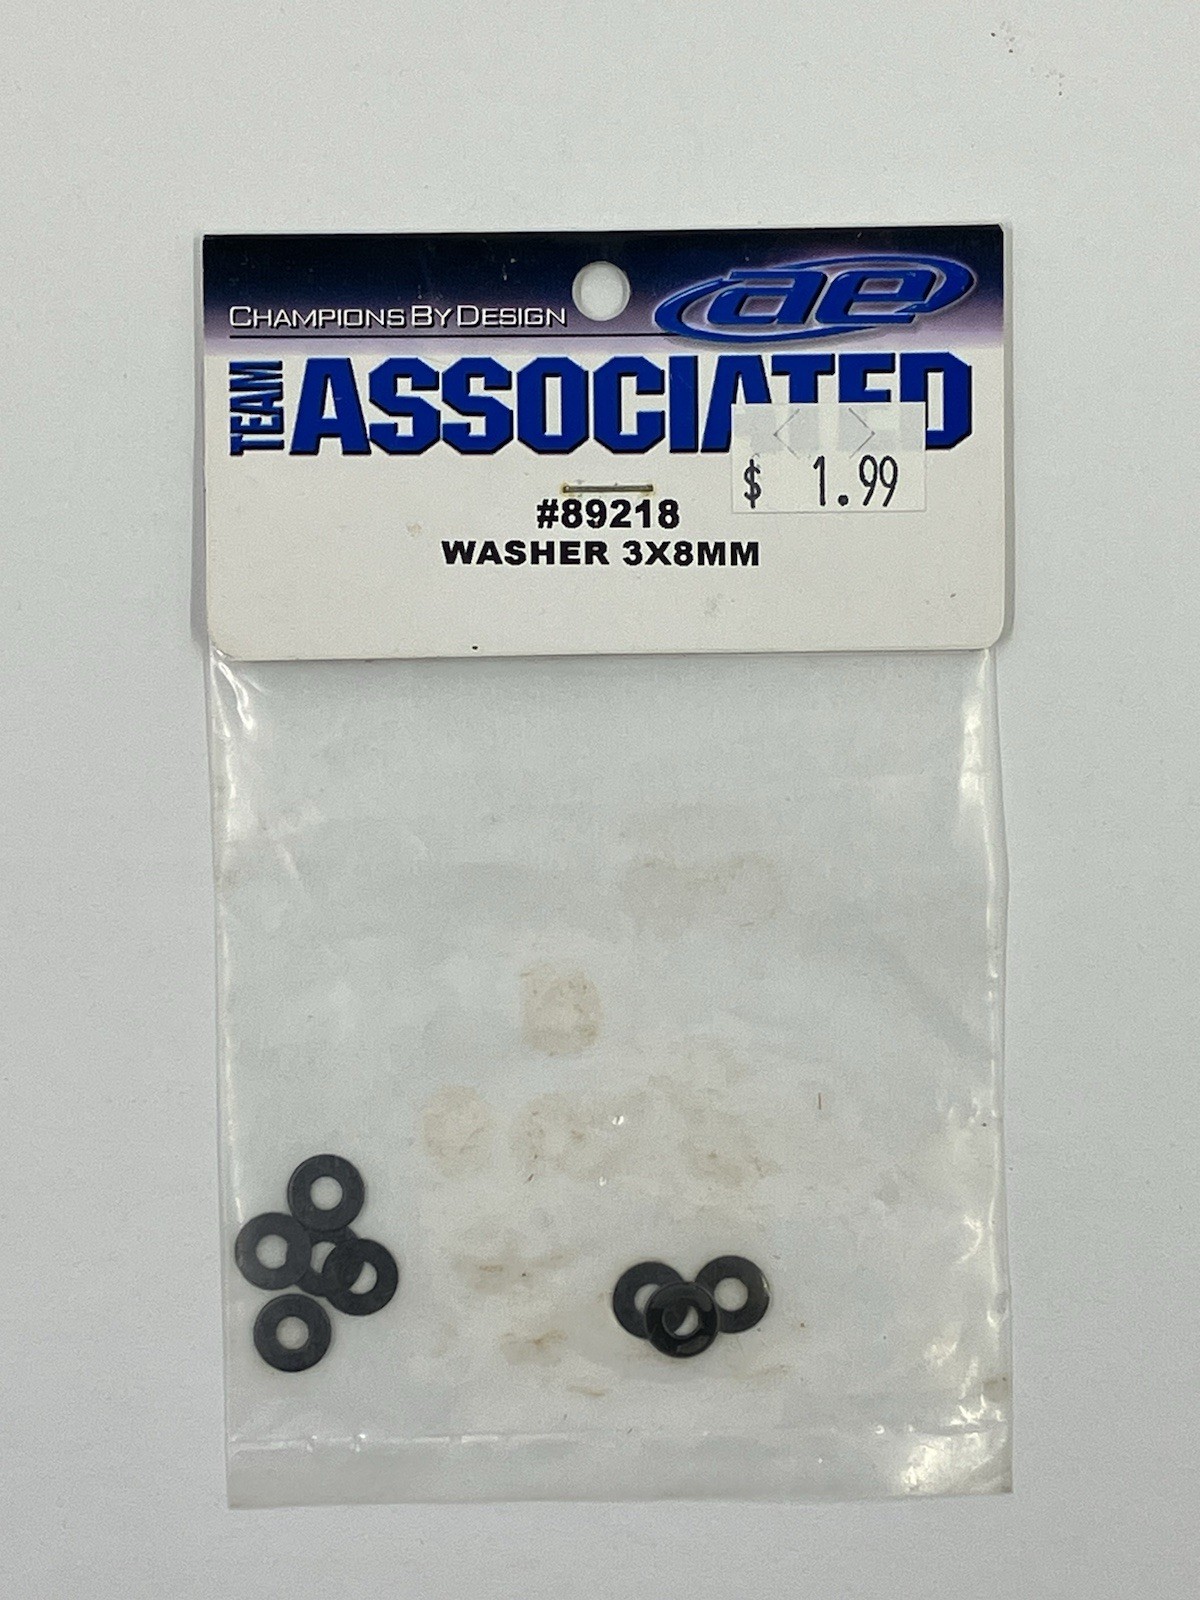 CHAMPIONS BY DESIGN
ae
TEAM
ASSOCIATED
$ 1.99
#89218
WASHER 3X8MM